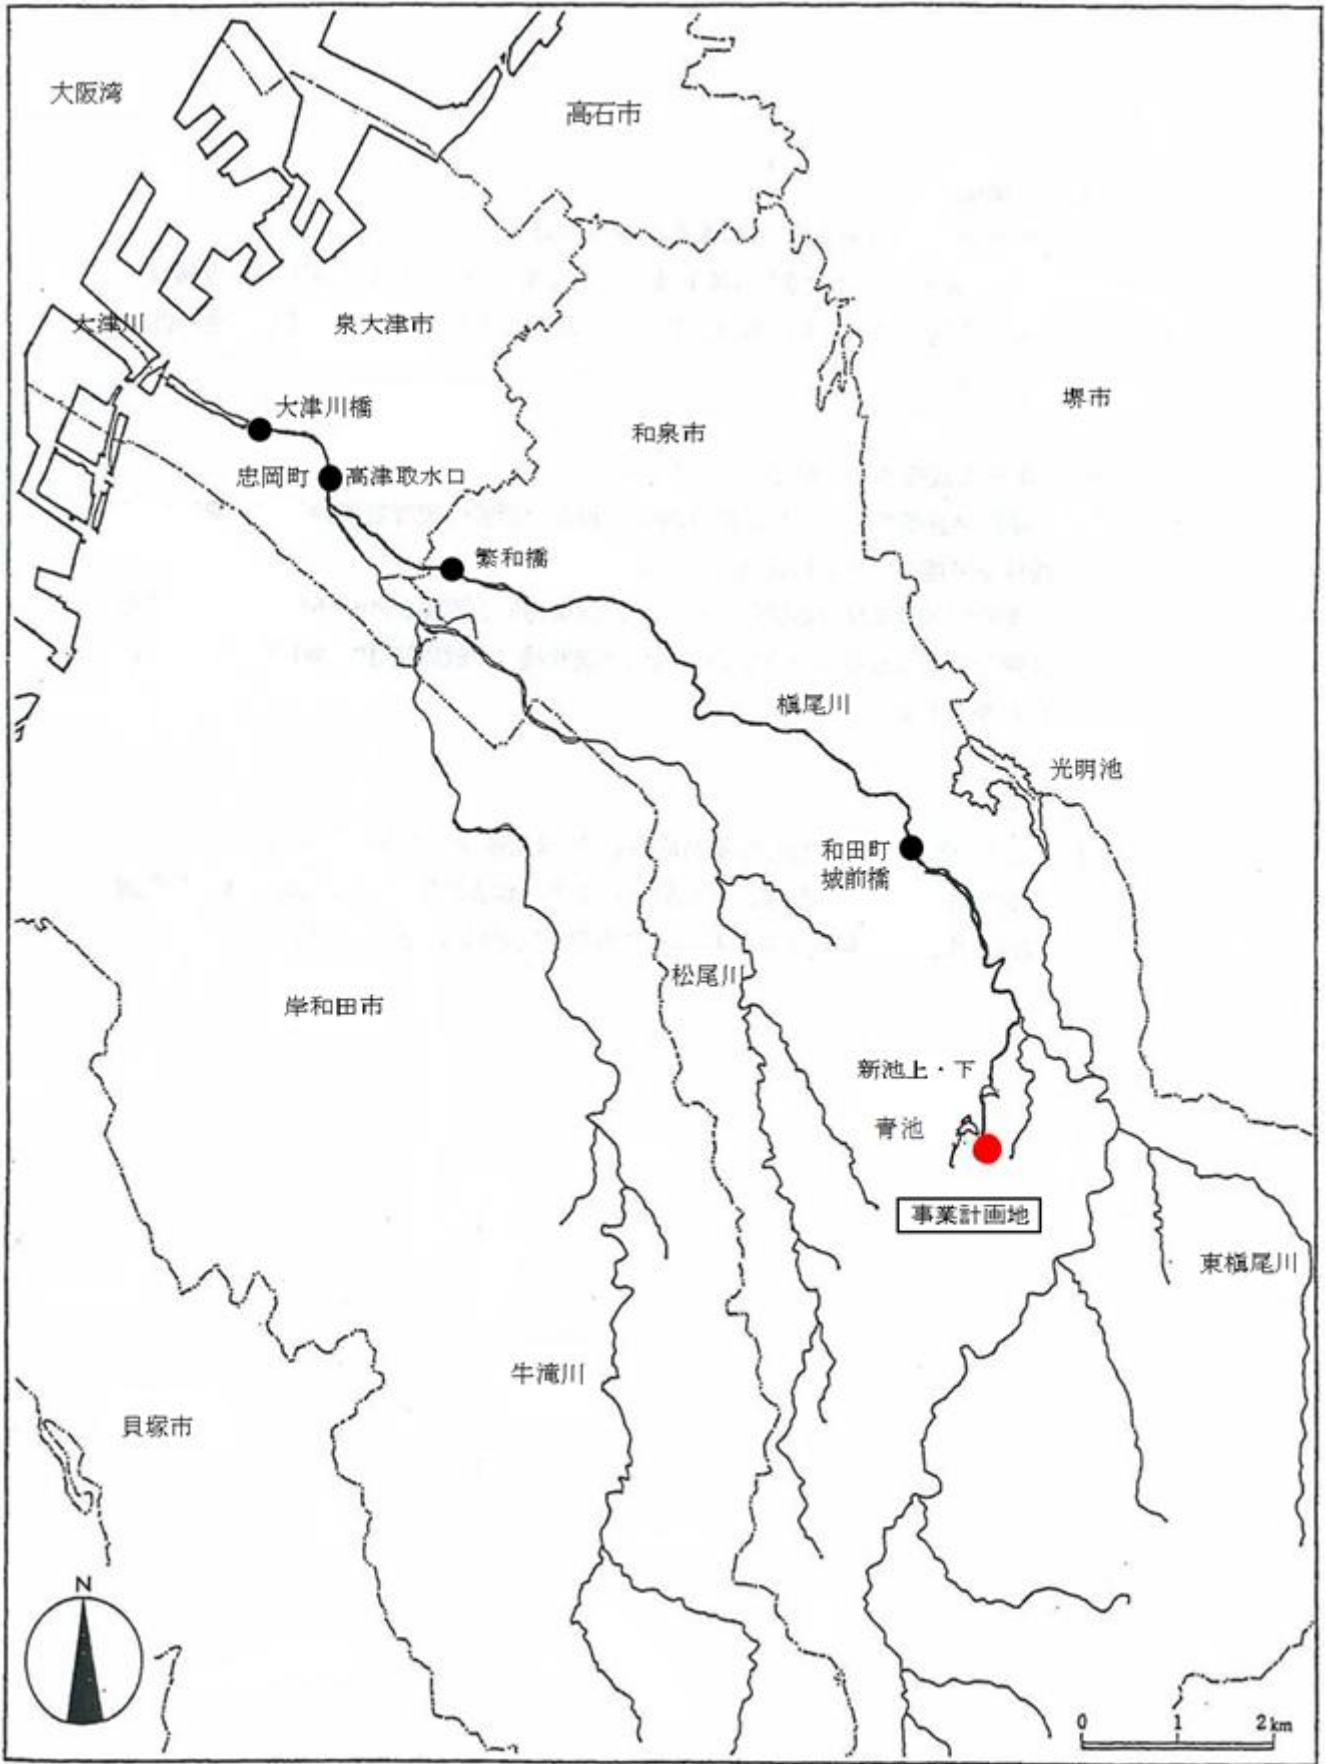 大阪湾
高石市
大津川
泉大津市
堺市
大津川橋
和泉市
忠岡町
高津取水口
繁和橋
槇尾川
光明池
和田町
城前橋
松尾川
岸和田市
新池上・下
青池
事業計画地
東槇尾川
牛滝川
貝塚市
N
0 1 2km